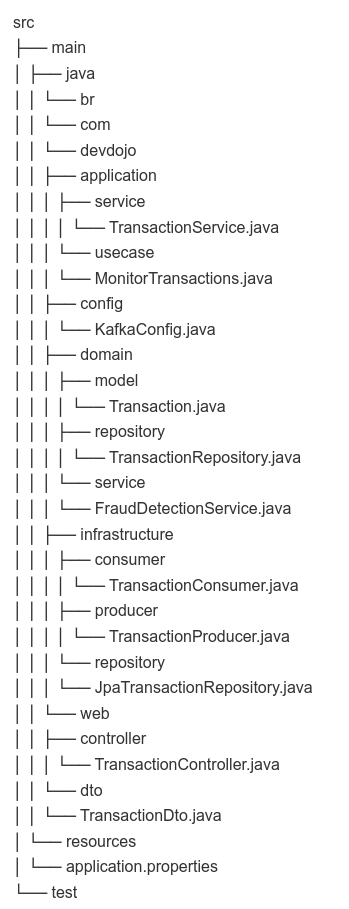 src
├── main
│ ├── java
│ │ └── br
│ │ └── com
│ │ └── devdojo
│ │ ├── application
│ │ │ ├── service
│ │ │ │ └── TransactionService.java
│ │ │ └── usecase
│ │ │ └── MonitorTransactions.java
│ │ ├── config
│ │ │ └── KafkaConfig.java
│ │ ├── domain
│ │ │ ├── model
│ │ │ │ └── Transaction.java
│ │ │ ├── repository
│ │ │ │ └── TransactionRepository.java
│ │ │ └── service
│ │ │ └── FraudDetectionService.java
│ │ ├── infrastructure
│ │ │ ├── consumer
│ │ │ │ └── TransactionConsumer.java
│ │ │ ├── producer
│ │ │ │ └── TransactionProducer.java
│ │ │ └── repository
│ │ │ └── JpaTransactionRepository.java
│ │ └── web
│ │ ├── controller
│ │ │ └── TransactionController.java
│ │ └── dto
│ │ └── TransactionDto.java
│ └── resources
│ └── application.properties
└── test